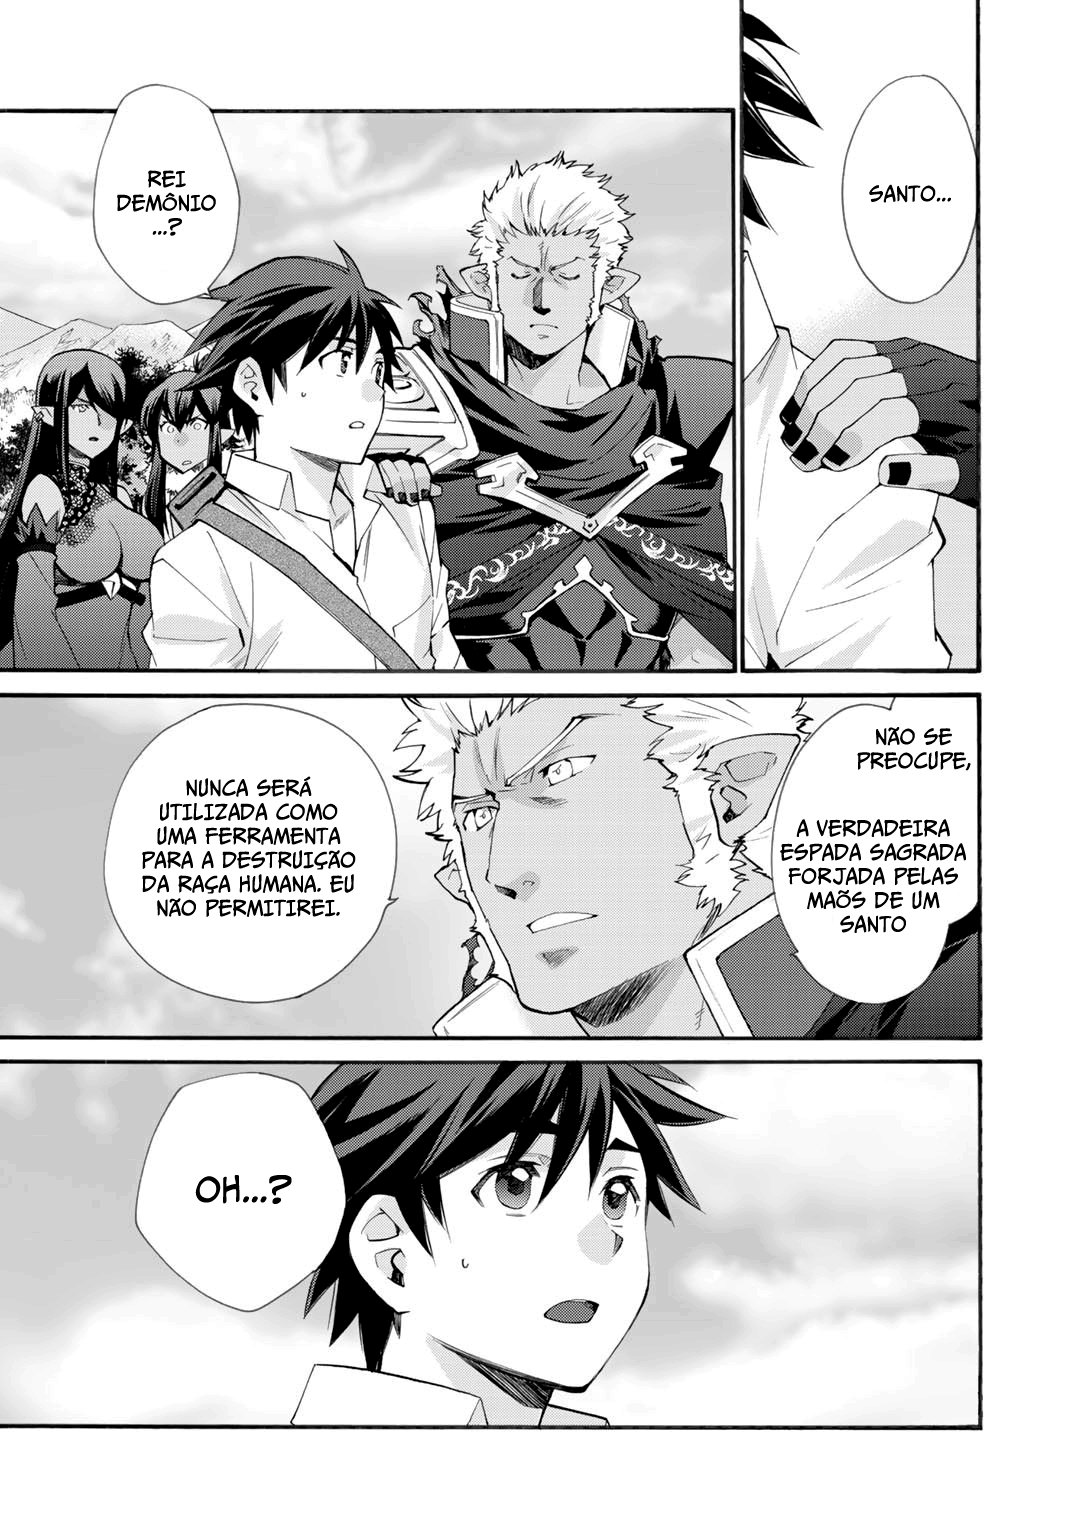 SANTO...
REI
DEMÔNIO
...?
NÃO SE
PREOCUPE,
A VERDADEIRA
ESPADA SAGRADA
FORJADA PELAS
MAÕS DE UM
SANTO
NUNCA SERÁ
UTILIZADA COMO
UMA FERRAMENTA
PARA A DESTRUIÇÃO
DA RAÇA HUMANA. EU
NÃO PERMITIREI.
OH...?